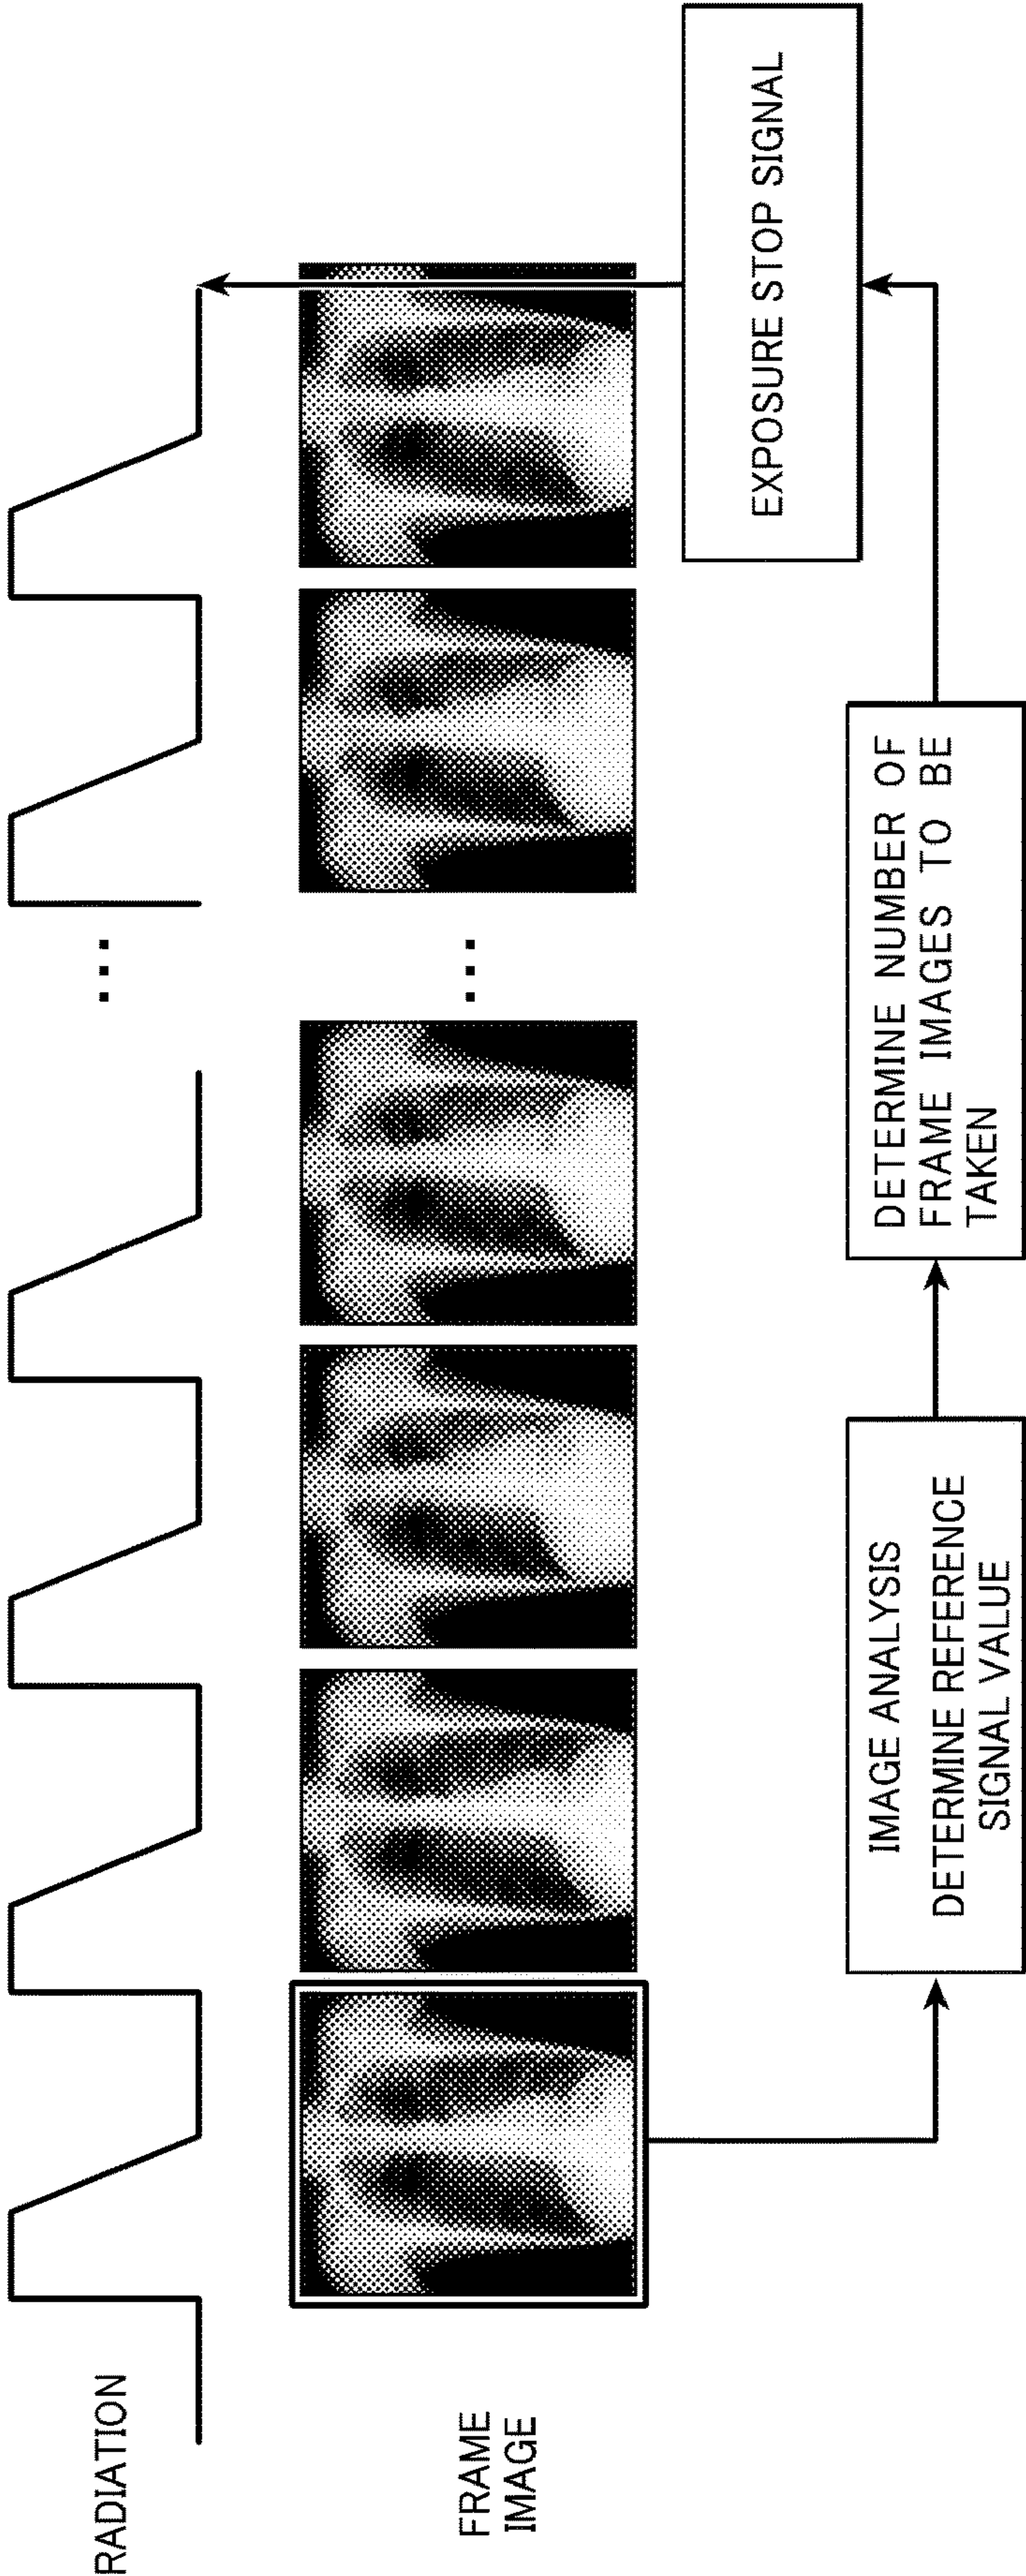 RADIATION
...
FRAME
IMAGE
...
IMAGE ANALYSIS
DETERMINE REFERENCE
SIGNAL VALUE
DETERMINE NUMBER OF
FRAME IMAGES TO BE
TAKEN
EXPOSURE STOP SIGNAL